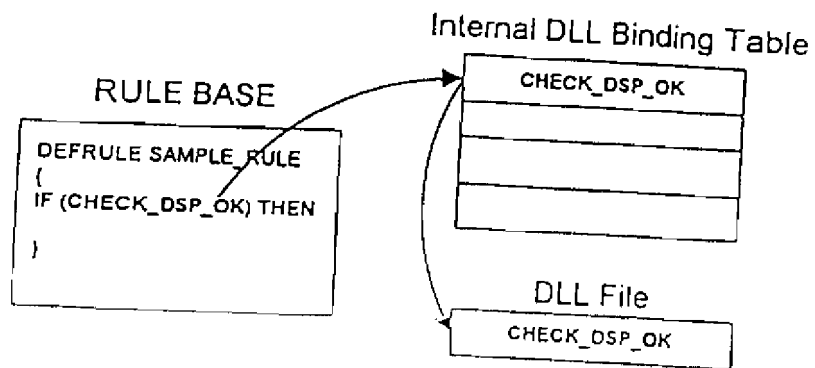 Internal DLL Binding Table
CHECK_DSP_OK
RULE BASE
DEFRULE SAMPLE_RULE
{
IF (CHECK_DSP_OK) THEN
}
DLL File
CHECK_DSP_OK